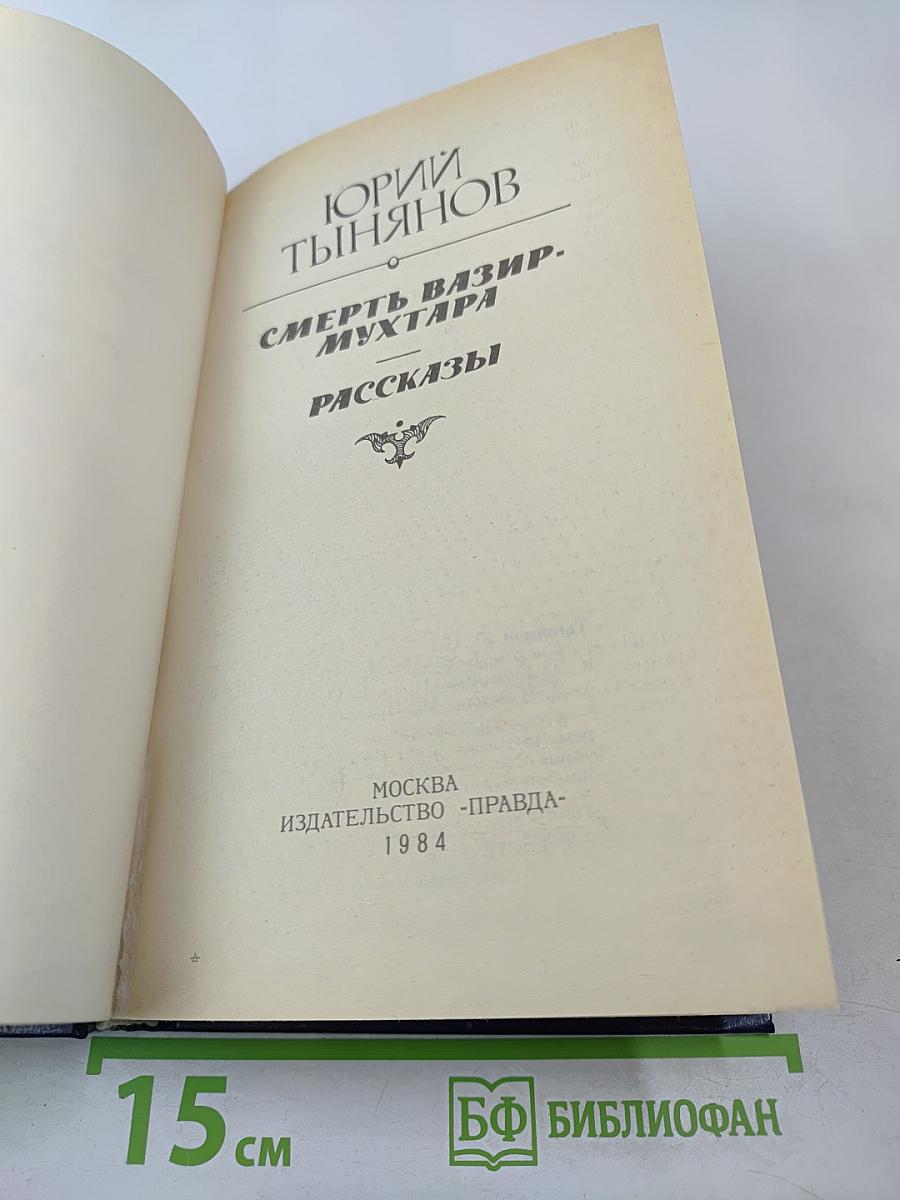 ЮРИЙ
ТЫНЯНОВ
СМЕРТЬ ВАЗИР-
МУХТАРА
РАССКАЗЫ
МОСКВА
ИЗДАТЕЛЬСТВО «ПРАВДА»
1984
15 см
БФ БИБЛИОФАН